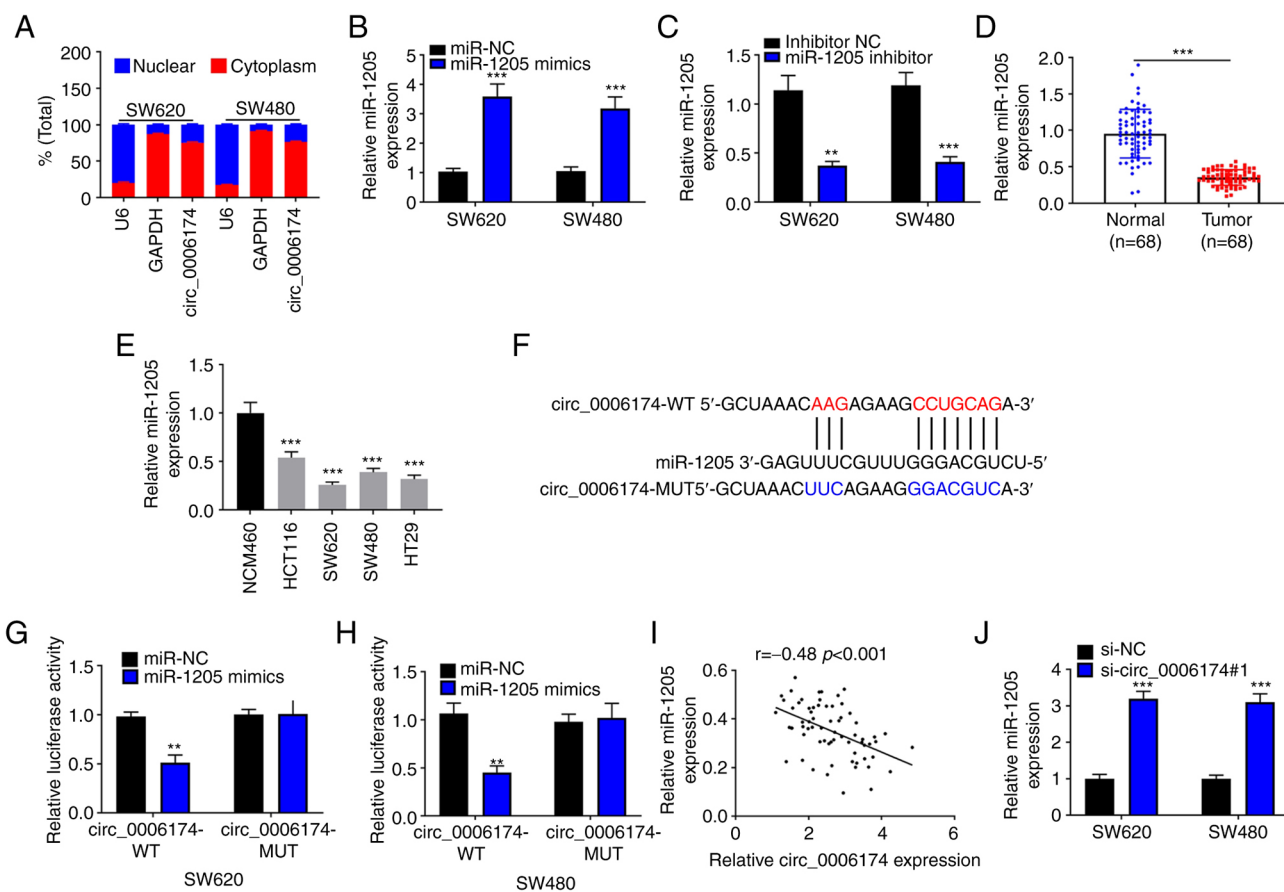 A
200
150
100
50
0
% (Total)
Nuclear
Cytoplasm
SW620
SW480
U6
GAPDH
circ_0006174
U6
GAPDH
circ_0006174
B
miR-NC
miR-1205 mimics
Relative miR-1205
expression
5
4
3
2
1
0
***
***
SW620
SW480
C
Inhibitor NC
miR-1205 inhibitor
Relative miR-1205
expression
1.5
1.0
0.5
0.0
**
***
SW620
SW480
D
Relative miR-1205
expression
2.0
1.5
1.0
0.5
0.0
***
Normal
(n=68)
Tumor
(n=68)
E
Relative miR-1205
expression
1.5
1.0
0.5
0.0
***
***
***
***
NCM460
HCT116
SW620
SW480
HT29
F
circ_0006174-WT 5′-GCUAAACAAGAGAAGCCUGCAGA-3′
miR-1205 3′-GAGUUUCGUUUGGGACGUCU-5′
circ_0006174-MUT5′-GCUAAACUUCAGAAGGGACGUCA-3′
G
miR-NC
miR-1205 mimics
Relative luciferase activity
1.5
1.0
0.5
0.0
**
circ_0006174-
WT
circ_0006174-
MUT
SW620
H
miR-NC
miR-1205 mimics
Relative luciferase activity
1.5
1.0
0.5
0.0
**
circ_0006174-
WT
circ_0006174-
MUT
SW480
I
r=−0.48 p<0.001
Relative miR-1205
expression
0.6
0.4
0.2
0.0
0
2
4
6
Relative circ_0006174 expression
J
si-NC
si-circ_0006174#1
Relative miR-1205
expression
4
3
2
1
0
***
***
SW620
SW480